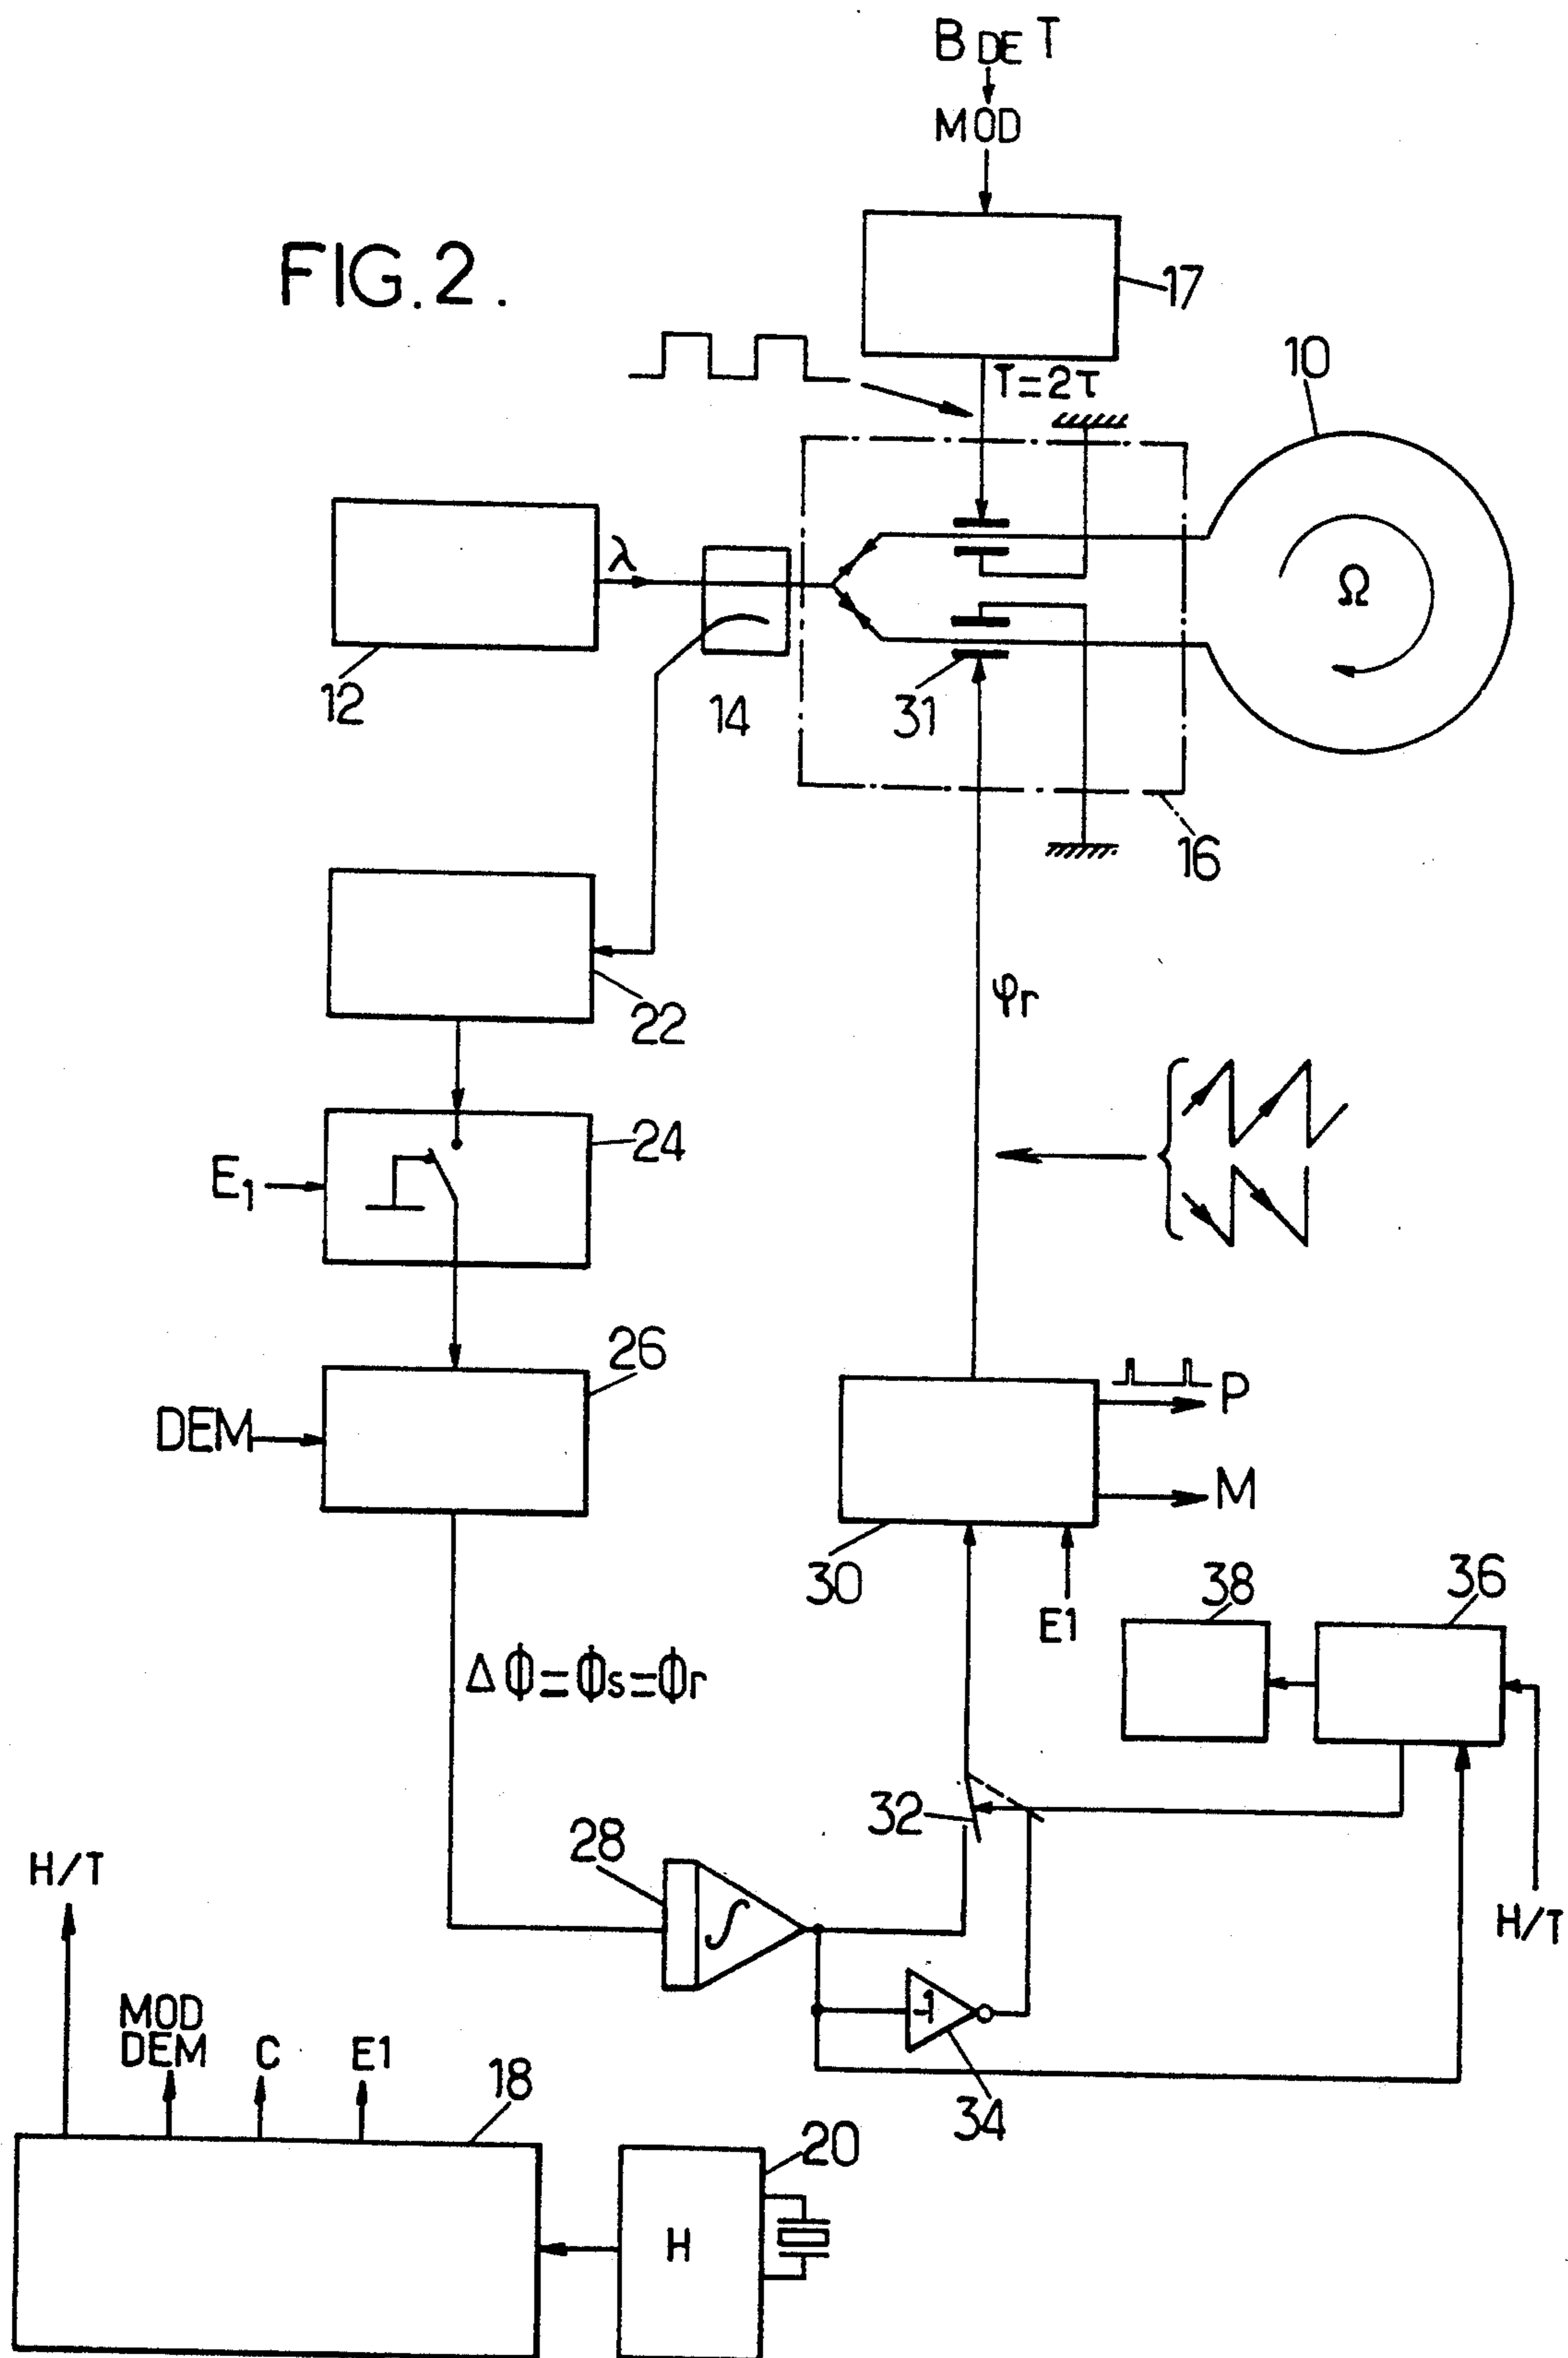 B DE T
MOD
FIG.2.
17
T=2τ
10
λ
Ω
12
14
31
16
φr
22
24
E1
26
DEM
P
M
30
E1
38
36
Δϕ=ϕs=ϕr
32
28
H/T
H/T
-1
MOD
DEM
C
E1
18
34
20
H
∫